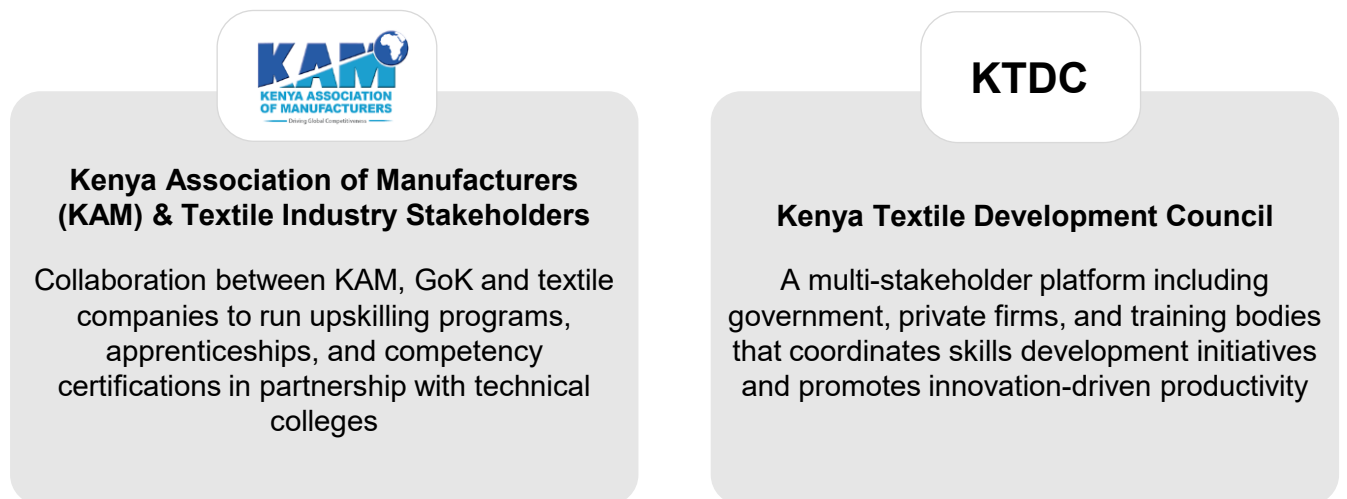 KAM
KENYA ASSOCIATION
OF MANUFACTURERS
Driving Global Competitiveness
Kenya Association of Manufacturers
(KAM) & Textile Industry Stakeholders
Collaboration between KAM, GoK and textile
companies to run upskilling programs,
apprenticeships, and competency
certifications in partnership with technical
colleges
KTDC
Kenya Textile Development Council
A multi-stakeholder platform including
government, private firms, and training bodies
that coordinates skills development initiatives
and promotes innovation-driven productivity